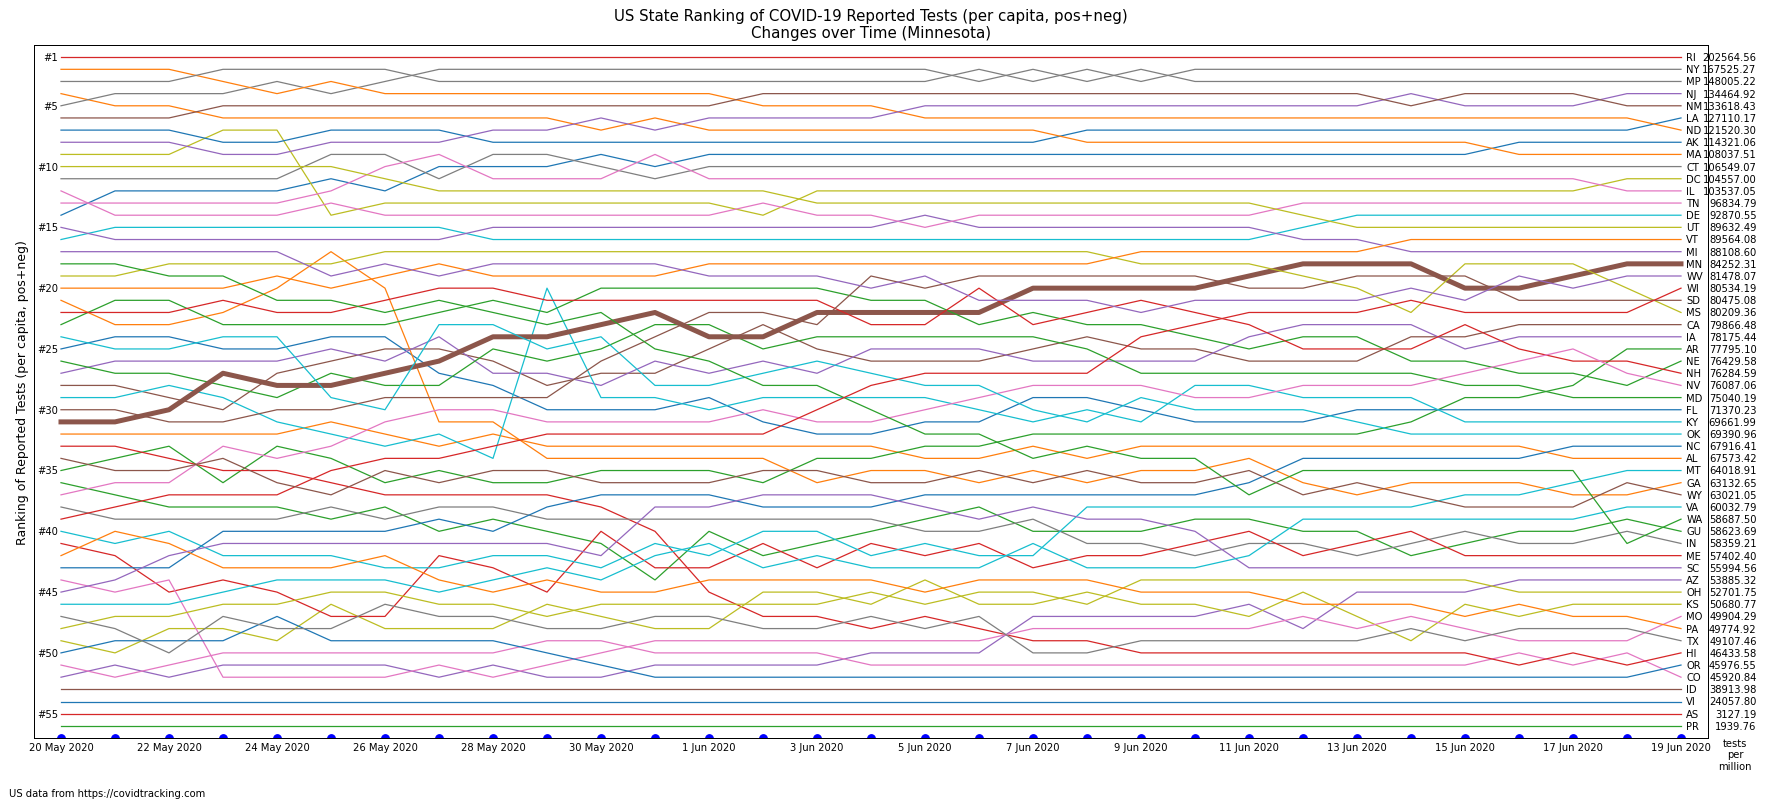 US State Ranking of COVID-19 Reported Tests (per capita, pos+neg)
Changes over Time (Minnesota)
Ranking of Reported Tests (per capita, pos+neg)
#1
#5
#10
#15
#20
#25
#30
#35
#40
#45
#50
#55
RI 202564.56
NY 167525.27
MP 148005.22
NJ 134464.92
NM 133618.43
LA 127110.17
ND 121520.30
AK 114321.06
MA 108037.51
CT 106549.07
DC 104557.00
IL 103537.05
TN 96834.79
DE 92870.55
UT 89632.49
VT 89564.08
MI 88108.60
MN 84252.31
WV 81478.07
WI 80534.19
SD 80475.08
MS 80209.36
CA 79866.48
IA 78175.44
AR 77795.10
NE 76429.58
NH 76284.59
NV 76087.06
MD 75040.19
FL 71370.23
KY 69661.99
OK 69390.96
NC 67916.41
AL 67573.42
MT 64018.91
GA 63132.65
WY 63021.05
VA 60032.79
WA 58687.50
GU 58623.69
IN 58359.21
ME 57402.40
SC 55994.56
AZ 53885.32
OH 52701.75
KS 50680.77
MO 49904.29
PA 49774.92
TX 49107.46
HI 46433.58
OR 45976.55
CO 45920.84
ID 38913.98
VI 24057.80
AS 3127.19
PR 1939.76
20 May 2020 22 May 2020 24 May 2020 26 May 2020 28 May 2020 30 May 2020 1 Jun 2020 3 Jun 2020 5 Jun 2020 7 Jun 2020 9 Jun 2020 11 Jun 2020 13 Jun 2020 15 Jun 2020 17 Jun 2020 19 Jun 2020
tests
per
million
US data from https://covidtracking.com